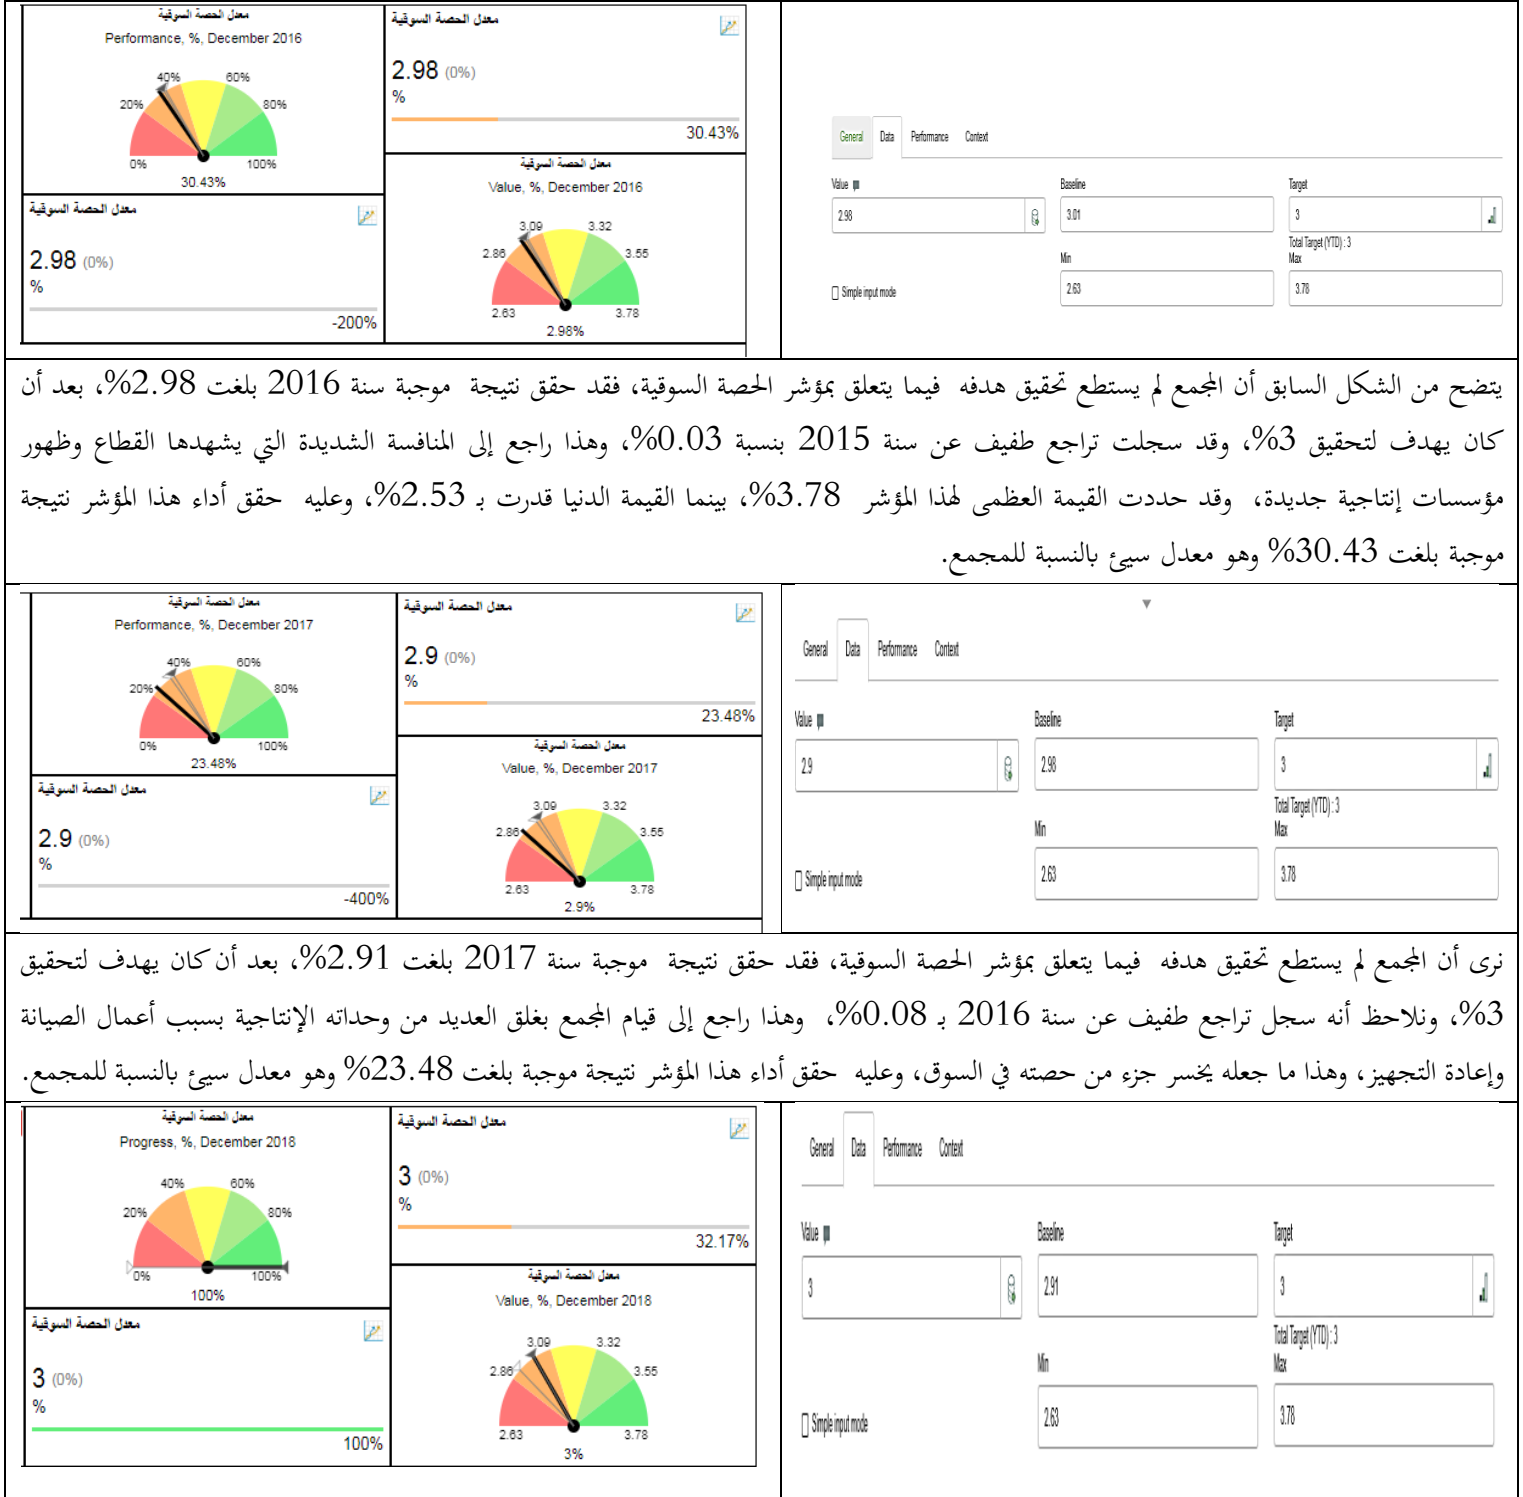 معدل الحصة السوقية
Performance, %, December 2016
40%
60%
20%
80%
0%
100%
30.43%
معدل الحصة السوقية
2.98 (0%)
%
30.43%
معدل الحصة السوقية
2.98 (0%)
%
-200%
معدل الحصة السوقية
Value, %, December 2016
3.09
3.32
2.86
3.55
2.63
3.78
2.98%
General Data Performance Context
Value Baseline Target
2.98 3.01 3
Total Target (YTD) : 3
Min Max
Simple input mode 2.63 3.78
يتضح من الشكل السابق أن المجمع لم يستطع تحقيق هدفه فيما يتعلق بمؤشر الحصة السوقية، فقد حقق نتيجة موجبة سنة 2016 بلغت 2.98%، بعد أن
كان يهدف لتحقيق 3%، وقد سجلت تراجع طفيف عن سنة 2015 بنسبة 0.03%، وهذا راجع إلى المنافسة الشديدة التي يشهدها القطاع وظهور
مؤسسات إنتاجية جديدة، وقد حددت القيمة العظمى لهذا المؤشر 3.78%، بينما القيمة الدنيا قدرت بـ 2.53%، وعليه حقق أداء هذا المؤشر نتيجة
موجبة بلغت 30.43% وهو معدل سيئ بالنسبة للمجمع.
معدل الحصة السوقية
Performance, %, December 2017
40%
60%
20%
80%
0%
100%
23.48%
معدل الحصة السوقية
2.9 (0%)
%
23.48%
معدل الحصة السوقية
2.9 (0%)
%
-400%
معدل الحصة السوقية
Value, %, December 2017
3.09
3.32
2.86
3.55
2.63
3.78
2.9%
General Data Performance Context
Value Baseline Target
2.9 2.98 3
Total Target (YTD) : 3
Min Max
Simple input mode 2.63 3.78
نرى أن المجمع لم يستطع تحقيق هدفه فيما يتعلق بمؤشر الحصة السوقية، فقد حقق نتيجة موجبة سنة 2017 بلغت 2.91%، بعد أن كان يهدف لتحقيق
3%، ونلاحظ أنه سجل تراجع طفيف عن سنة 2016 بـ 0.08%، وهذا راجع إلى قيام المجمع بغلق العديد من وحداته الإنتاجية بسبب أعمال الصيانة
وإعادة التجهيز، وهذا ما جعله يخسر جزء من حصته في السوق، وعليه حقق أداء هذا المؤشر نتيجة موجبة بلغت 23.48% وهو معدل سيئ بالنسبة للمجمع.
معدل الحصة السوقية
Progress, %, December 2018
40%
60%
20%
80%
0%
100%
100%
معدل الحصة السوقية
3 (0%)
%
32.17%
معدل الحصة السوقية
3 (0%)
%
100%
معدل الحصة السوقية
Value, %, December 2018
3.09
3.32
2.86
3.55
2.63
3.78
3%
General Data Performance Context
Value Baseline Target
3 2.91 3
Total Target (YTD) : 3
Min Max
Simple input mode 2.63 3.78